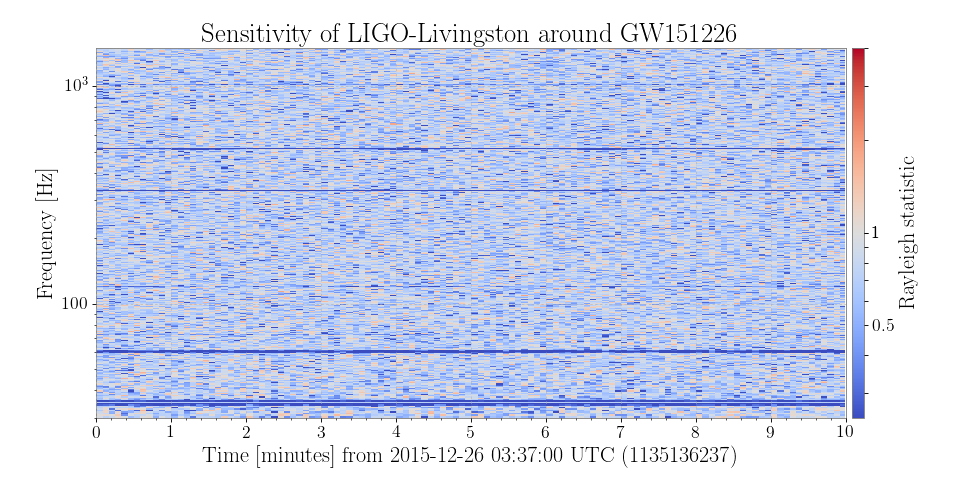 Sensitivity of LIGO-Livingston around GW151226
10³
100
Frequency [Hz]
0 1 2 3 4 5 6 7 8 9 10
Time [minutes] from 2015-12-26 03:37:00 UTC (1135136237)
1
0.5
Rayleigh statistic